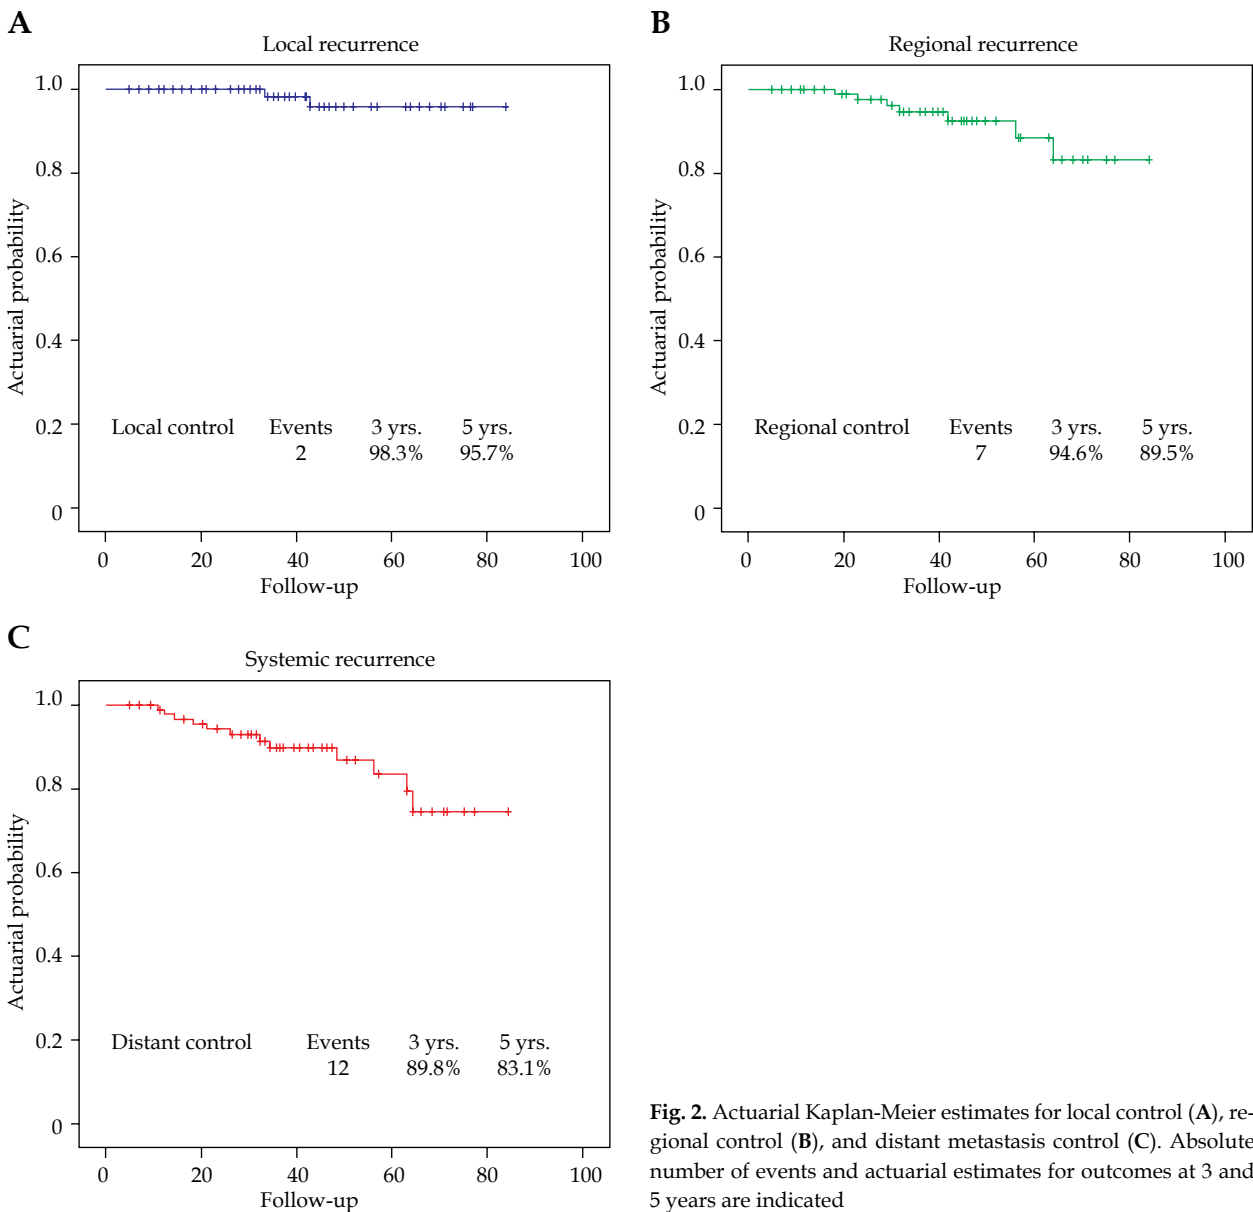 A
Local recurrence
Actuarial probability
1.0
0.8
0.6
0.4
0.2
0
Local control Events 3 yrs. 5 yrs.
2 98.3% 95.7%
0 20 40 60 80 100
Follow-up
B
Regional recurrence
Actuarial probability
1.0
0.8
0.6
0.4
0.2
0
Regional control Events 3 yrs. 5 yrs.
7 94.6% 89.5%
0 20 40 60 80 100
Follow-up
C
Systemic recurrence
Actuarial probability
1.0
0.8
0.6
0.4
0.2
0
Distant control Events 3 yrs. 5 yrs.
12 89.8% 83.1%
0 20 40 60 80 100
Follow-up
Fig. 2. Actuarial Kaplan-Meier estimates for local control (A), re-
gional control (B), and distant metastasis control (C). Absolute
number of events and actuarial estimates for outcomes at 3 and
5 years are indicated